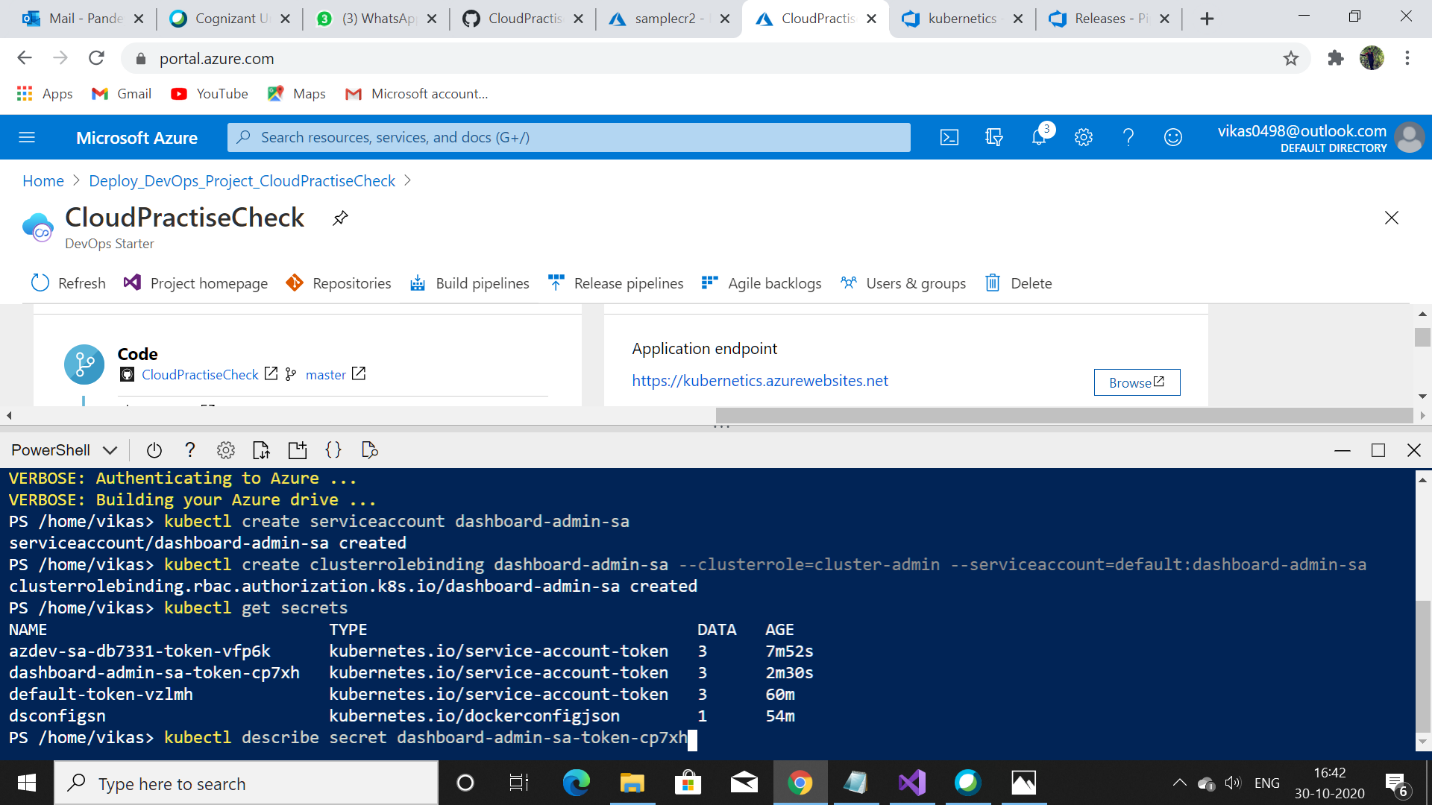 Mail - Pande
Cognizant U
(3) WhatsAp
CloudPractis
samplecr2 -
CloudPractis
kubernetics -
Releases - Pi
portal.azure.com
Apps
Gmail
YouTube
Maps
Microsoft account...
Microsoft Azure
Search resources, services, and docs (G+/)
3
vikas0498@outlook.com
DEFAULT DIRECTORY
Home > Deploy_DevOps_Project_CloudPractiseCheck >
CloudPractiseCheck
DevOps Starter
Refresh
Project homepage
Repositories
Build pipelines
Release pipelines
Agile backlogs
Users & groups
Delete
Code
CloudPractiseCheck master
Application endpoint
https://kubernetics.azurewebsites.net
Browse
PowerShell
VERBOSE: Authenticating to Azure ...
VERBOSE: Building your Azure drive ...
PS /home/vikas> kubectl create serviceaccount dashboard-admin-sa
serviceaccount/dashboard-admin-sa created
PS /home/vikas> kubectl create clusterrolebinding dashboard-admin-sa --clusterrole=cluster-admin --serviceaccount=default:dashboard-admin-sa
clusterrolebinding.rbac.authorization.k8s.io/dashboard-admin-sa created
PS /home/vikas> kubectl get secrets
NAME TYPE DATA AGE
azdev-sa-db7331-token-vfp6k kubernetes.io/service-account-token 3 7m52s
dashboard-admin-sa-token-cp7xh kubernetes.io/service-account-token 3 2m30s
default-token-vzlmh kubernetes.io/service-account-token 3 60m
dsconfigsn kubernetes.io/dockerconfigjson 1 54m
PS /home/vikas> kubectl describe secret dashboard-admin-sa-token-cp7xh
Type here to search
ENG
16:42
30-10-2020
6